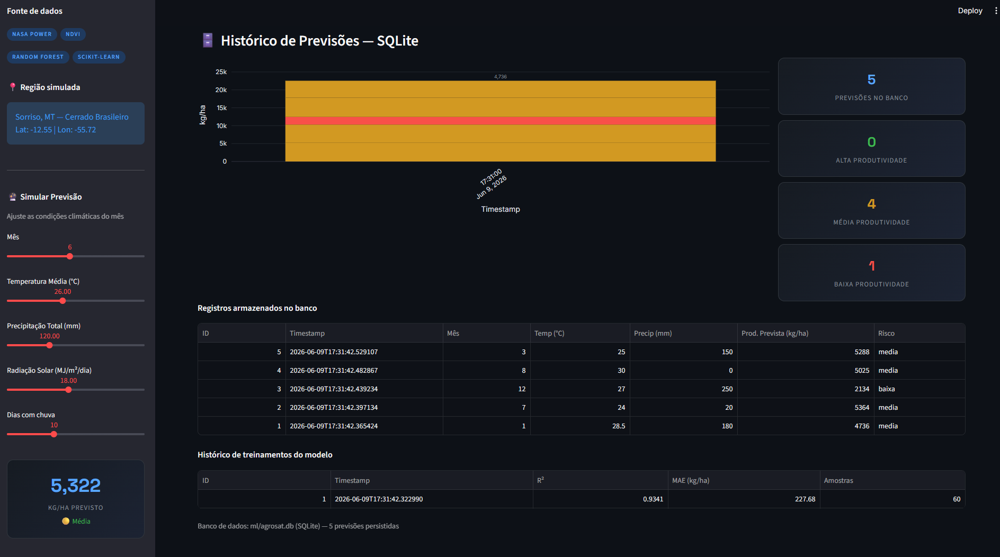 Fonte de dados
NASA POWER NDVI
RANDOM FOREST SCIKIT-LEARN
Região simulada
Sorriso, MT — Cerrado Brasileiro
Lat: -12.55 | Lon: -55.72
Simular Previsão
Ajuste as condições climáticas do mês
Mês
6
Temperatura Média (°C)
26.00
Precipitação Total (mm)
120.00
Radiação Solar (MJ/m²/dia)
18.00
Dias com chuva
10
5,322
KG/HA PREVISTO
Média
Deploy
Histórico de Previsões — SQLite
4,736
25k
20k
15k
10k
5k
0
kg/ha
17:31:00
Jun 9, 2026
Timestamp
5
PREVISÕES NO BANCO
0
ALTA PRODUTIVIDADE
4
MÉDIA PRODUTIVIDADE
1
BAIXA PRODUTIVIDADE
Registros armazenados no banco
ID Timestamp Mês Temp (°C) Precip (mm) Prod. Prevista (kg/ha) Risco
5 2026-06-09T17:31:42.529107 3 25 150 5288 media
4 2026-06-09T17:31:42.482867 8 30 0 5025 media
3 2026-06-09T17:31:42.439234 12 27 250 2134 baixa
2 2026-06-09T17:31:42.397134 7 24 20 5364 media
1 2026-06-09T17:31:42.365424 1 28.5 180 4736 media
Histórico de treinamentos do modelo
ID Timestamp R² MAE (kg/ha) Amostras
1 2026-06-09T17:31:42.322990 0.9341 227.68 60
Banco de dados: ml/agrosat.db (SQLite) — 5 previsões persistidas